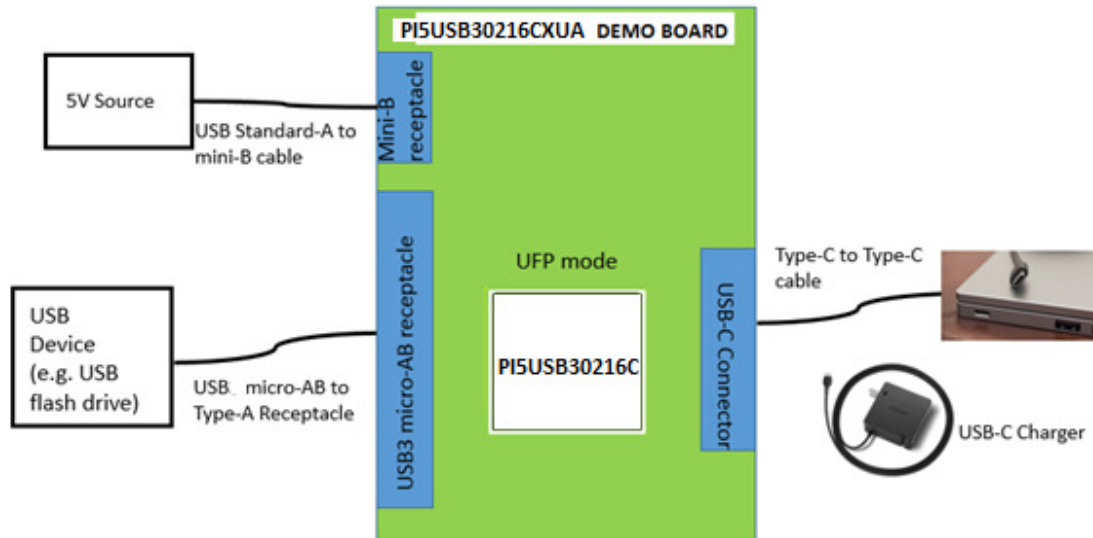 PI5USB30216CXUA DEMO BOARD
5V Source
USB Standard-A to
mini-B cable
Mini-B
receptacle
USB
Device
(e.g. USB
flash drive)
USB. micro-AB to
Type-A Receptacle
USB3 micro-AB receptacle
UFP mode
PI5USB30216C
USB-C Connector
Type-C to Type-C
cable
USB-C Charger